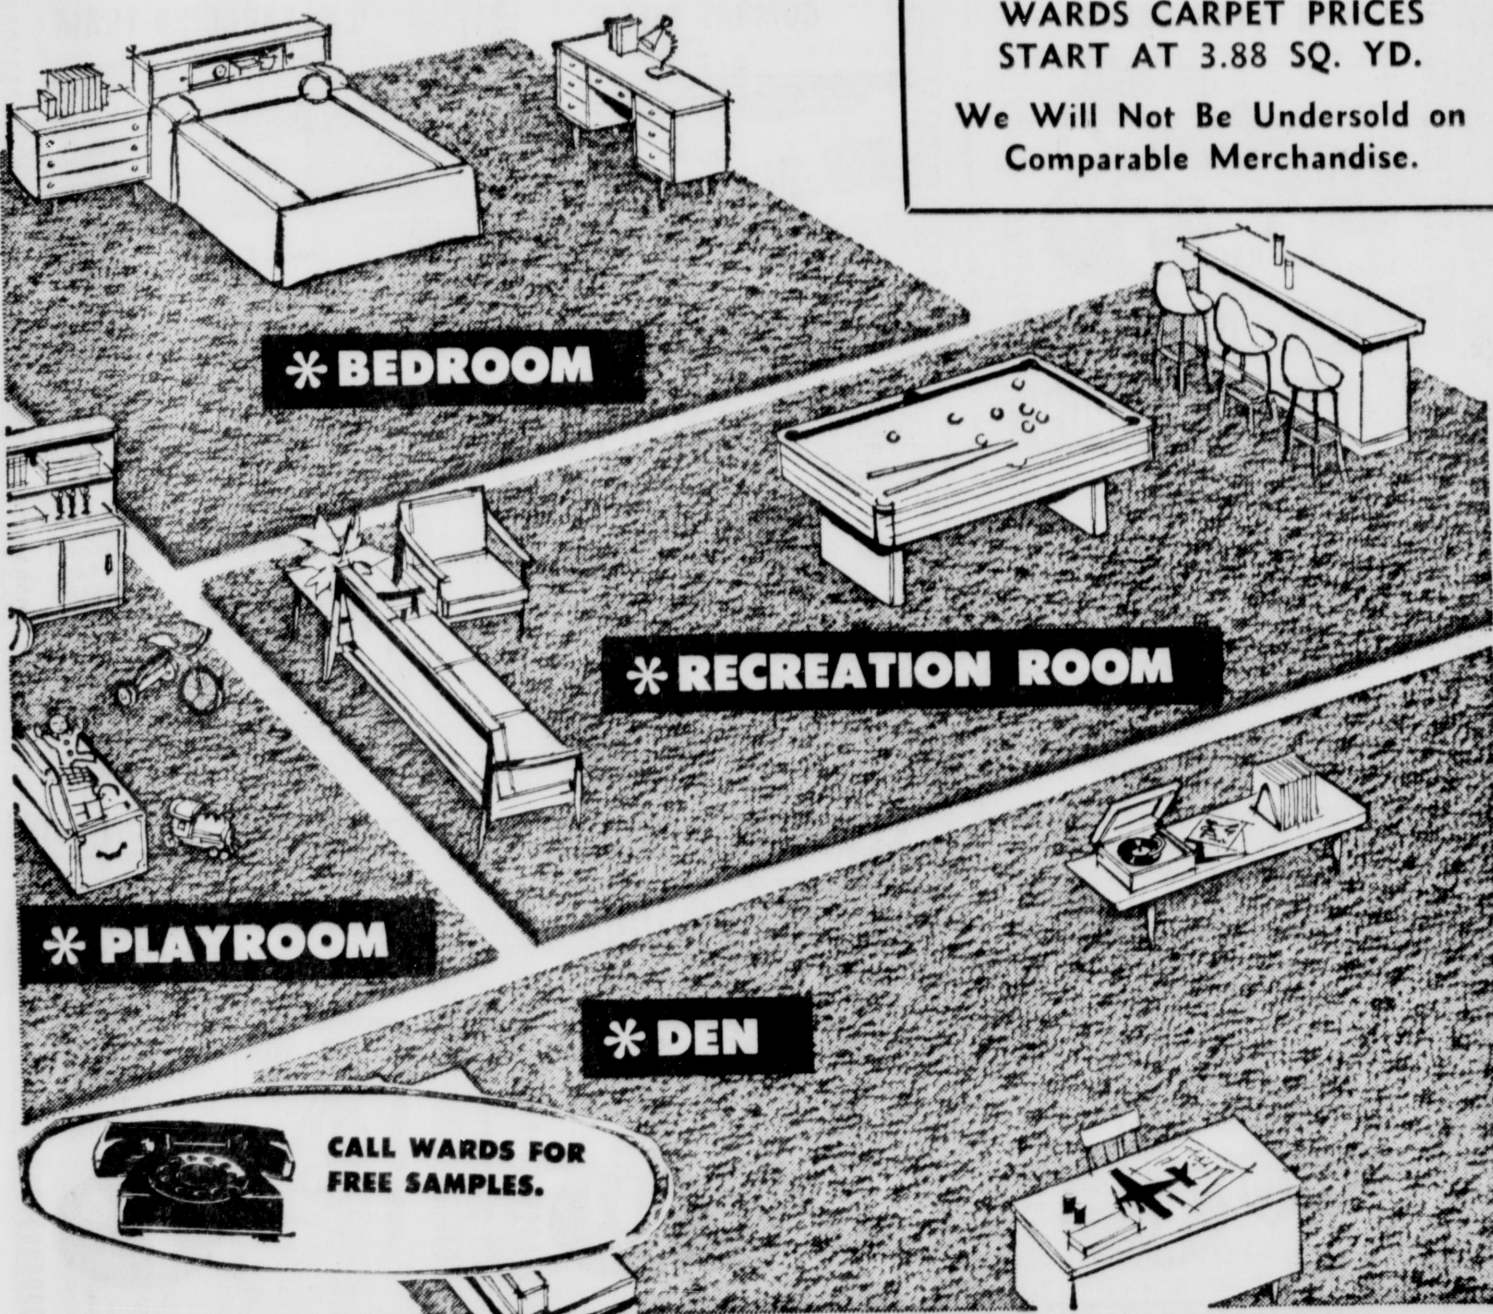 WARDS CARPET PRICES
START AT 3.88 SQ. YD.
We Will Not Be Undersold on
Comparable Merchandise.
* BEDROOM
* RECREATION ROOM
* PLAYROOM
* DEN
CALL WARDS FOR
FREE SAMPLES.